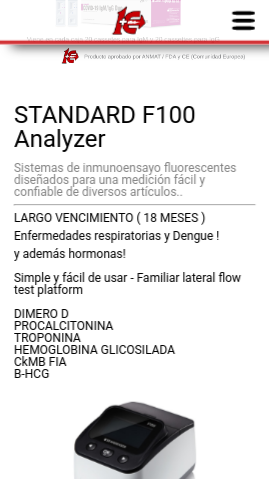 Producto aprobado por ANMAT / FDA y CE (Comunidad Europea)
STANDARD F100
Analyzer
Sistemas de inmunoensayo fluorescentes
diseñados para una medición fácil y
confiable de diversos artículos..
LARGO VENCIMIENTO ( 18 MESES )
Enfermedades respiratorias y Dengue !
y además hormonas!
Simple y fácil de usar - Familiar lateral flow
test platform
DIMERO D
PROCALCITONINA
TROPONINA
HEMOGLOBINA GLICOSILADA
CkMB FIA
B-HCG